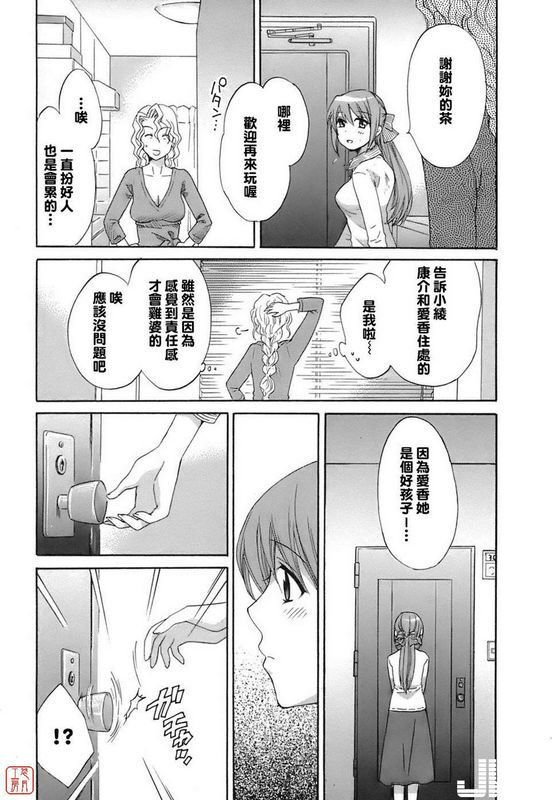 謝謝妳的茶
哪裡
歡迎再來玩喔
パタン…
…唉
一直扮好人
也是會累的…
告訴小綾
康介和愛香住處的
是我啦~
雖然是因為
感覺到責任感
才會雞婆的
唉
應該沒問題吧
因為愛香她
是個好孩子ー…
ガチャッ
!?